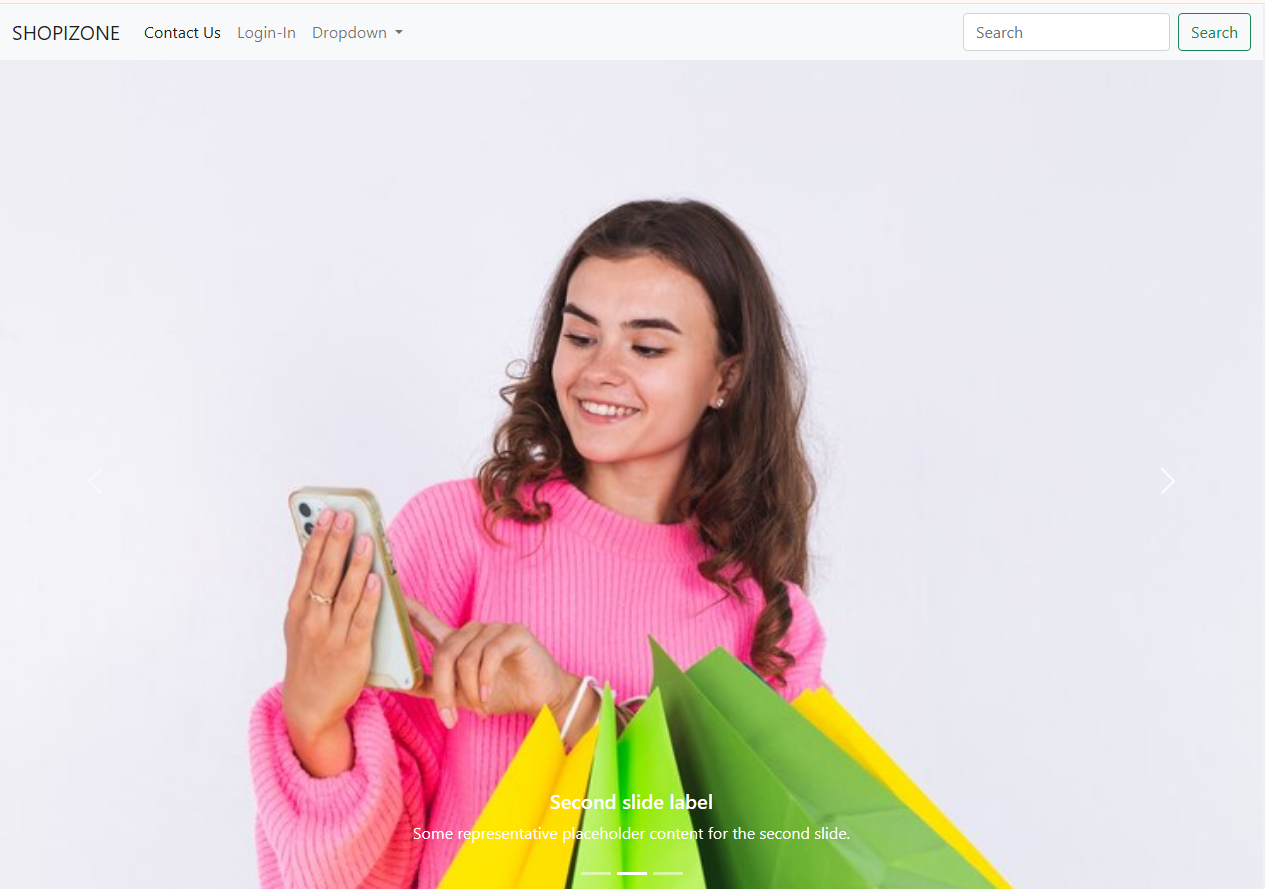 SHOPIZONE Contact Us Login-In Dropdown Search Search
Second slide label
Some representative placeholder content for the second slide.